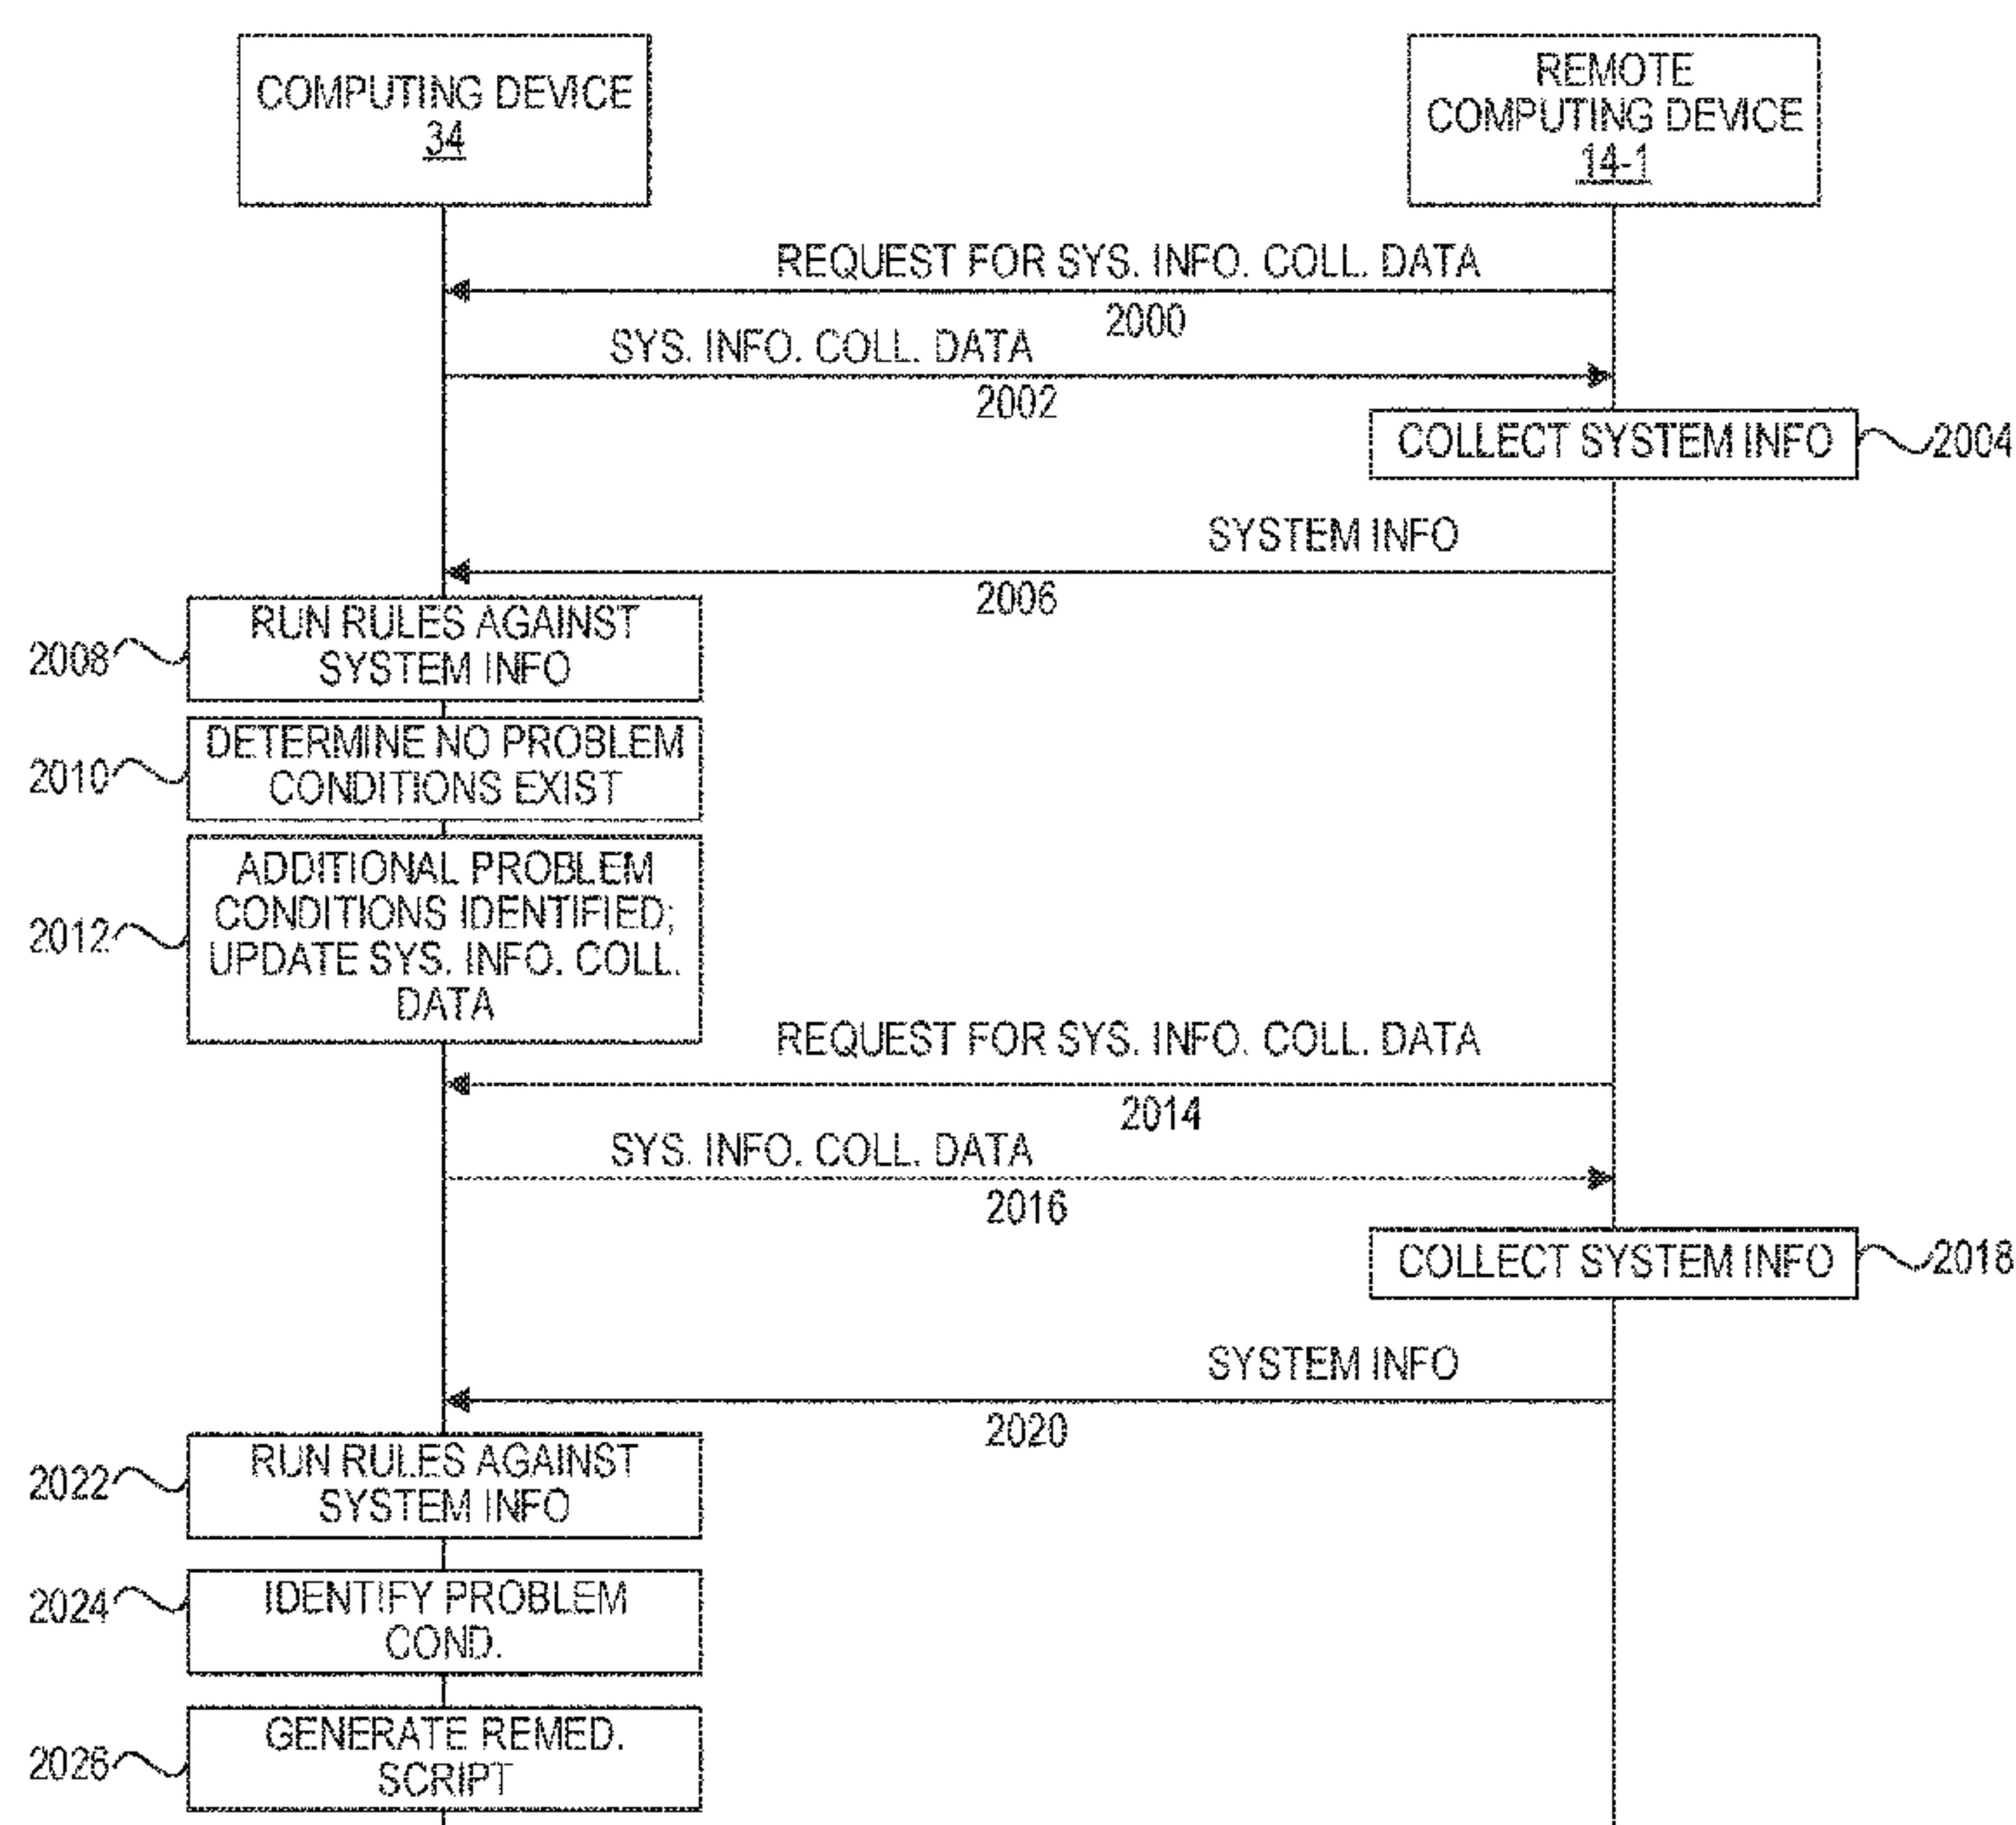 COMPUTING DEVICE
34
REMOTE
COMPUTING DEVICE
14-1
REQUEST FOR SYS. INFO. COLL. DATA
2000
SYS. INFO. COLL. DATA
2002
COLLECT SYSTEM INFO
2004
SYSTEM INFO
2006
2008
RUN RULES AGAINST
SYSTEM INFO
2010
DETERMINE NO PROBLEM
CONDITIONS EXIST
2012
ADDITIONAL PROBLEM
CONDITIONS IDENTIFIED;
UPDATE SYS. INFO. COLL.
DATA
REQUEST FOR SYS. INFO. COLL. DATA
2014
SYS. INFO. COLL. DATA
2016
COLLECT SYSTEM INFO
2018
SYSTEM INFO
2020
2022
RUN RULES AGAINST
SYSTEM INFO
2024
IDENTIFY PROBLEM
COND.
2026
GENERATE REMED.
SCRIPT